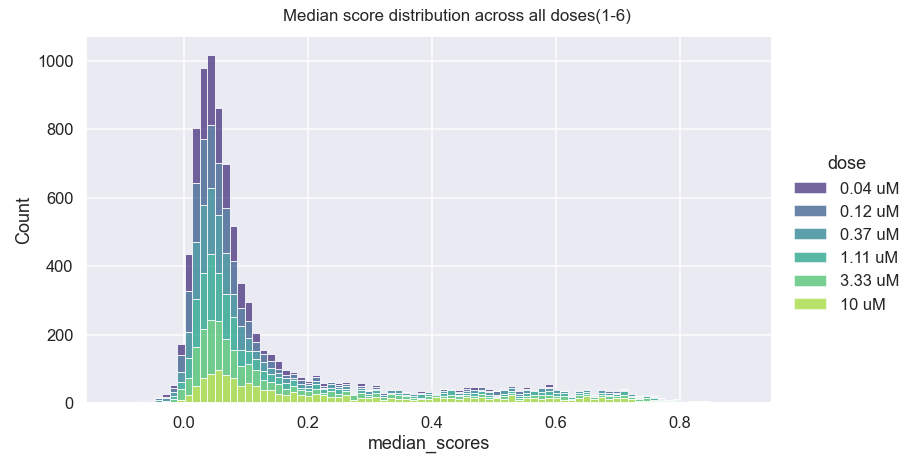 Median score distribution across all doses(1-6)
1000
800
600
400
200
0
Count
0.0 0.2 0.4 0.6 0.8
median_scores
dose
0.04 uM
0.12 uM
0.37 uM
1.11 uM
3.33 uM
10 uM